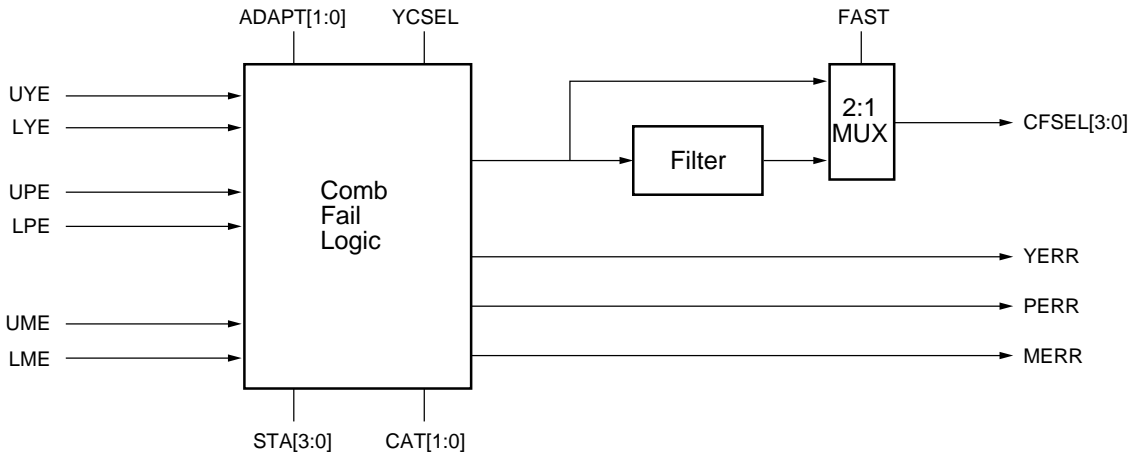 ADAPT[1:0]
YCSEL
FAST
UYE
LYE
2:1
MUX
CFSEL[3:0]
Filter
UPE
LPE
Comb
Fail
Logic
YERR
PERR
UME
LME
MERR
STA[3:0]
CAT[1:0]